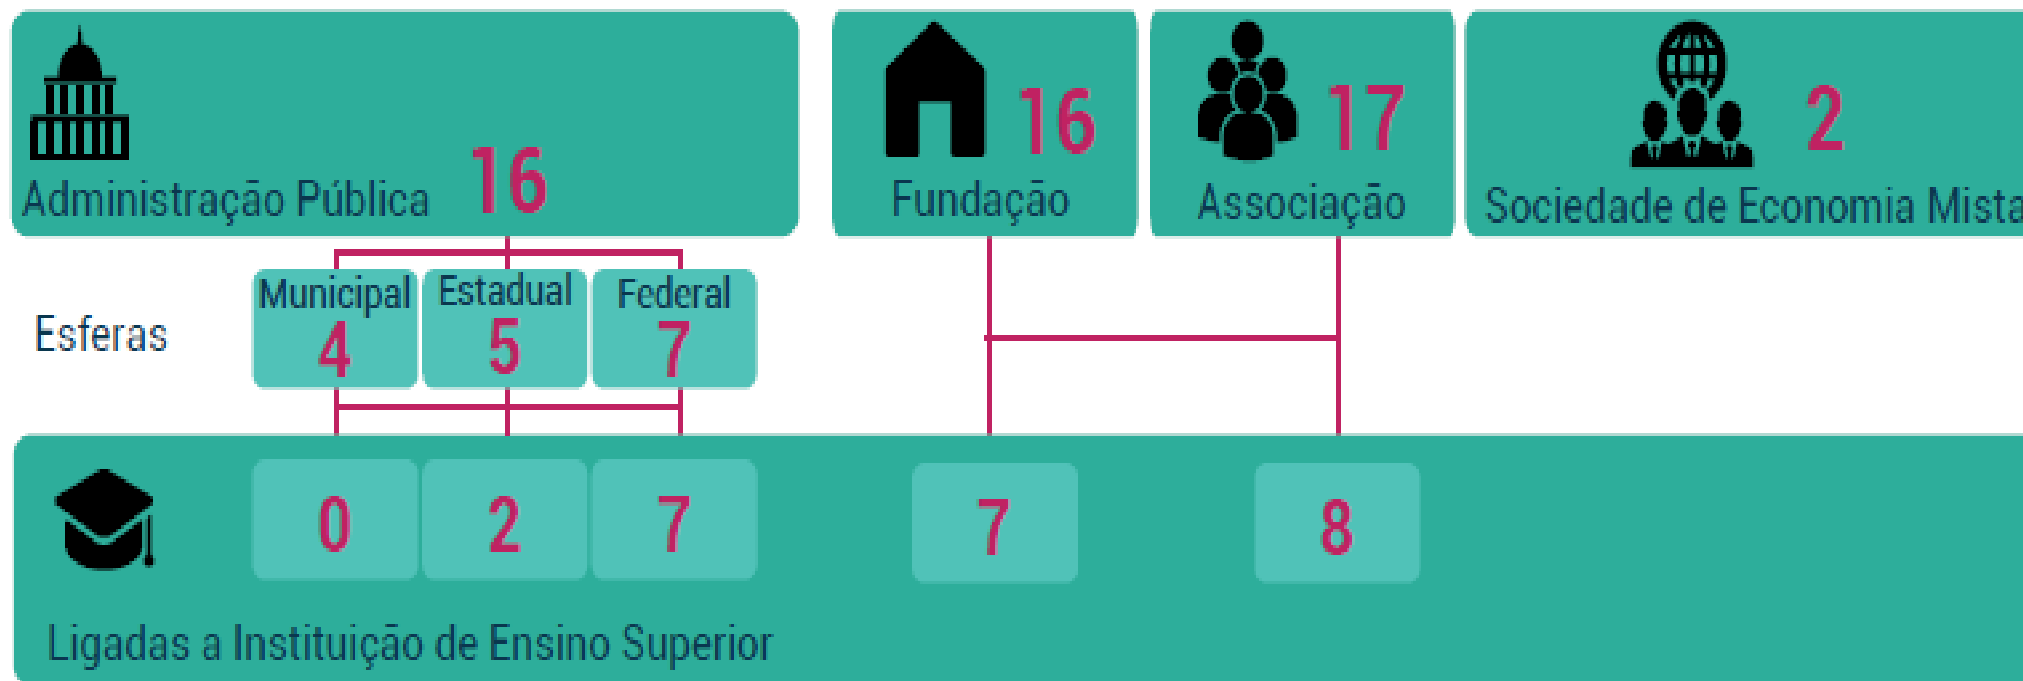 Administração Pública 16
16
Fundação
17
Associação
2
Sociedade de Economia Mista
Esferas
Municipal
4
Estadual
5
Federal
7
0
2
7
7
8
Ligadas a Instituição de Ensino Superior